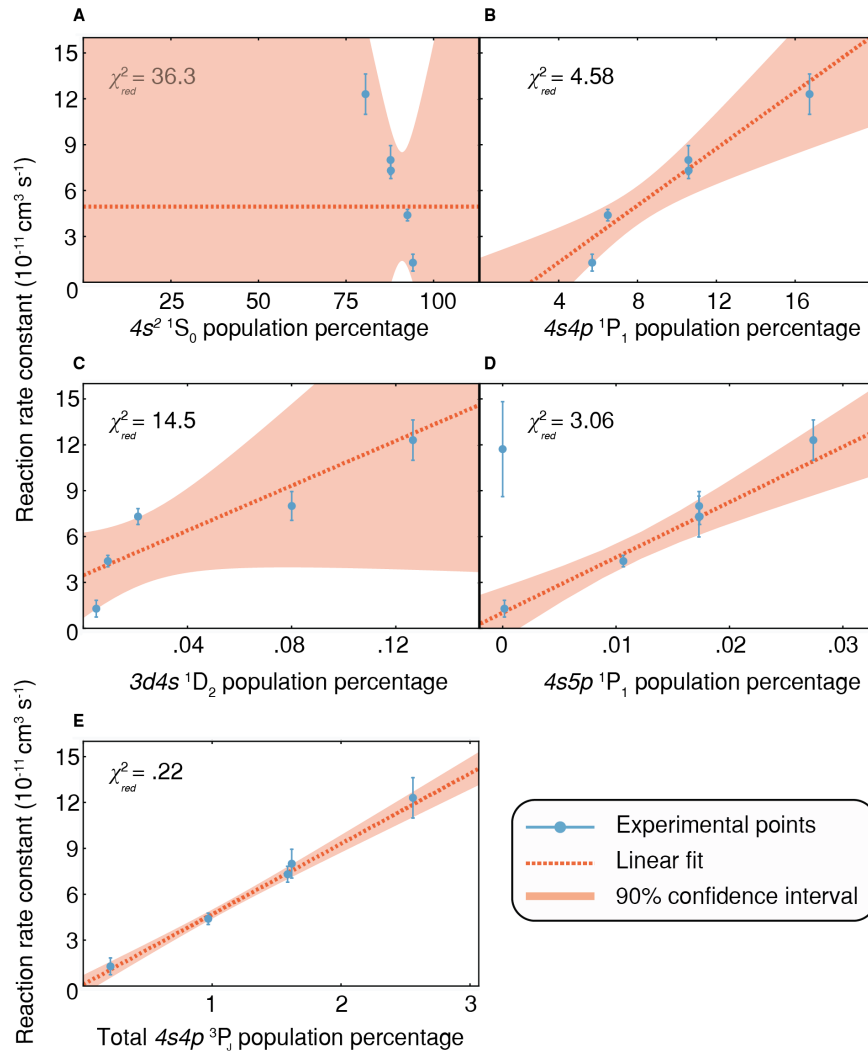 A
B
χ²red = 36.3
χ²red = 4.58
15
12
9
6
3
0
25
50
75
100
4
8
12
16
4s² ¹S₀ population percentage
4s4p ¹P₁ population percentage
Reaction rate constant (10⁻¹¹ cm³ s⁻¹)
C
D
χ²red = 14.5
χ²red = 3.06
15
12
9
6
3
0
.04
.08
.12
0
.01
.02
.03
3d4s ¹D₂ population percentage
4s5p ¹P₁ population percentage
E
χ²red = .22
15
12
9
6
3
0
1
2
3
Total 4s4p ³PJ population percentage
Reaction rate constant (10⁻¹¹ cm³ s⁻¹)
Experimental points
Linear fit
90% confidence interval